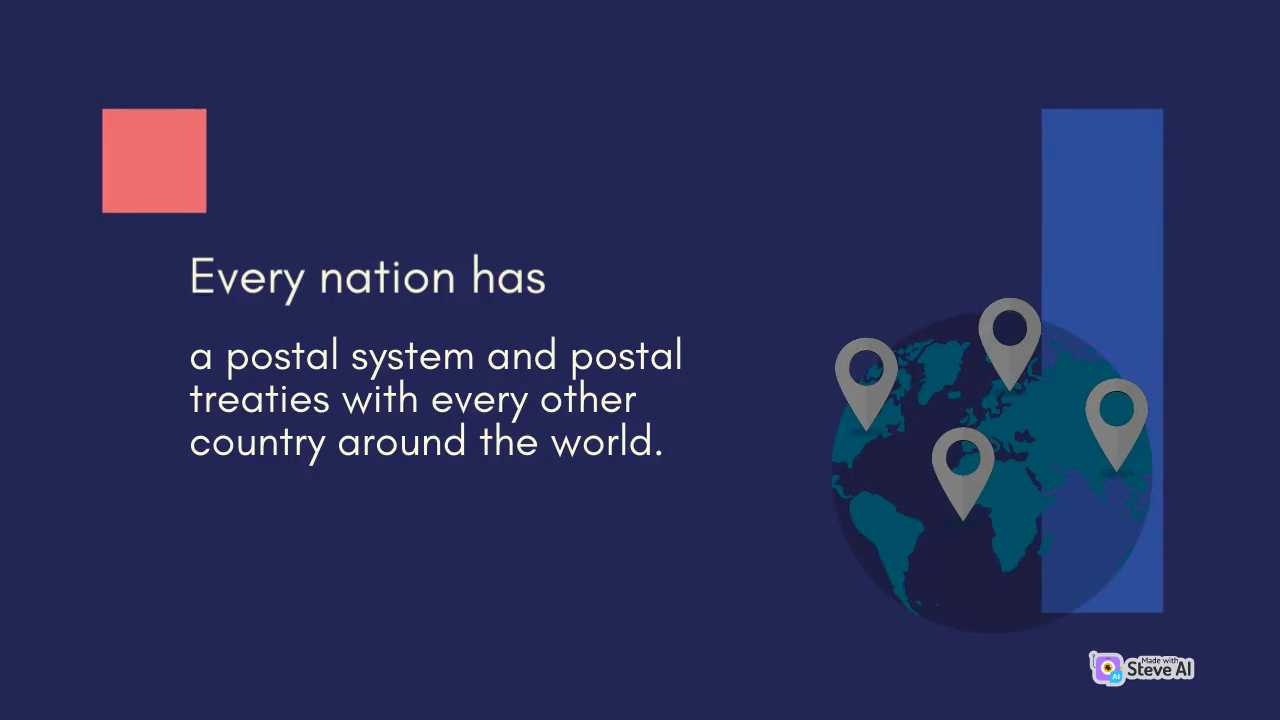 Every nation has
a postal system and postal
treaties with every other
country around the world.
Made with
Steve AI
AI